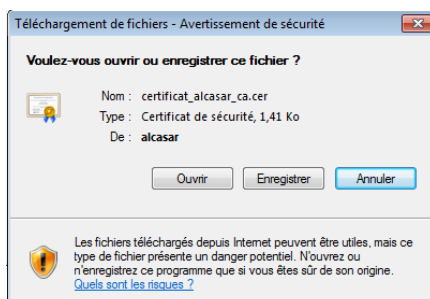 Téléchargement de fichiers - Avertissement de sécurité
Voulez-vous ouvrir ou enregistrer ce fichier ?
Nom : certificat_alcasar_ca.cer
Type : Certificat de sécurité, 1,41 Ko
De : alcasar
Ouvrir Enregistrer Annuler
Les fichiers téléchargés depuis Internet peuvent être utiles, mais ce
type de fichier présente un danger potentiel. N'ouvrez ou
n'enregistrez ce programme que si vous êtes sûr de son origine.
Quels sont les risques ?